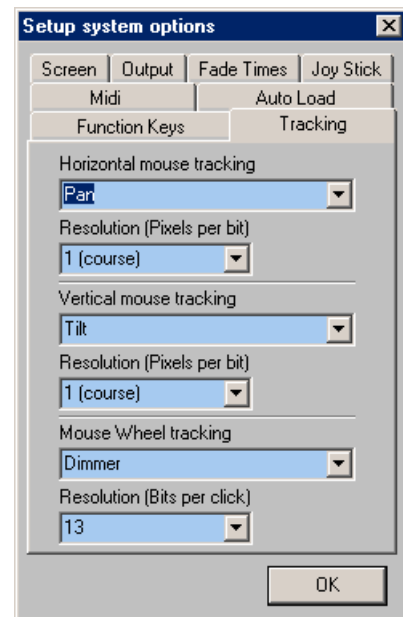 Setup system options
Screen Output Fade Times Joy Stick
Midi Auto Load
Function Keys Tracking
Horizontal mouse tracking
Pan
Resolution (Pixels per bit)
1 (course)
Vertical mouse tracking
Tilt
Resolution (Pixels per bit)
1 (course)
Mouse Wheel tracking
Dimmer
Resolution (Bits per click)
13
OK